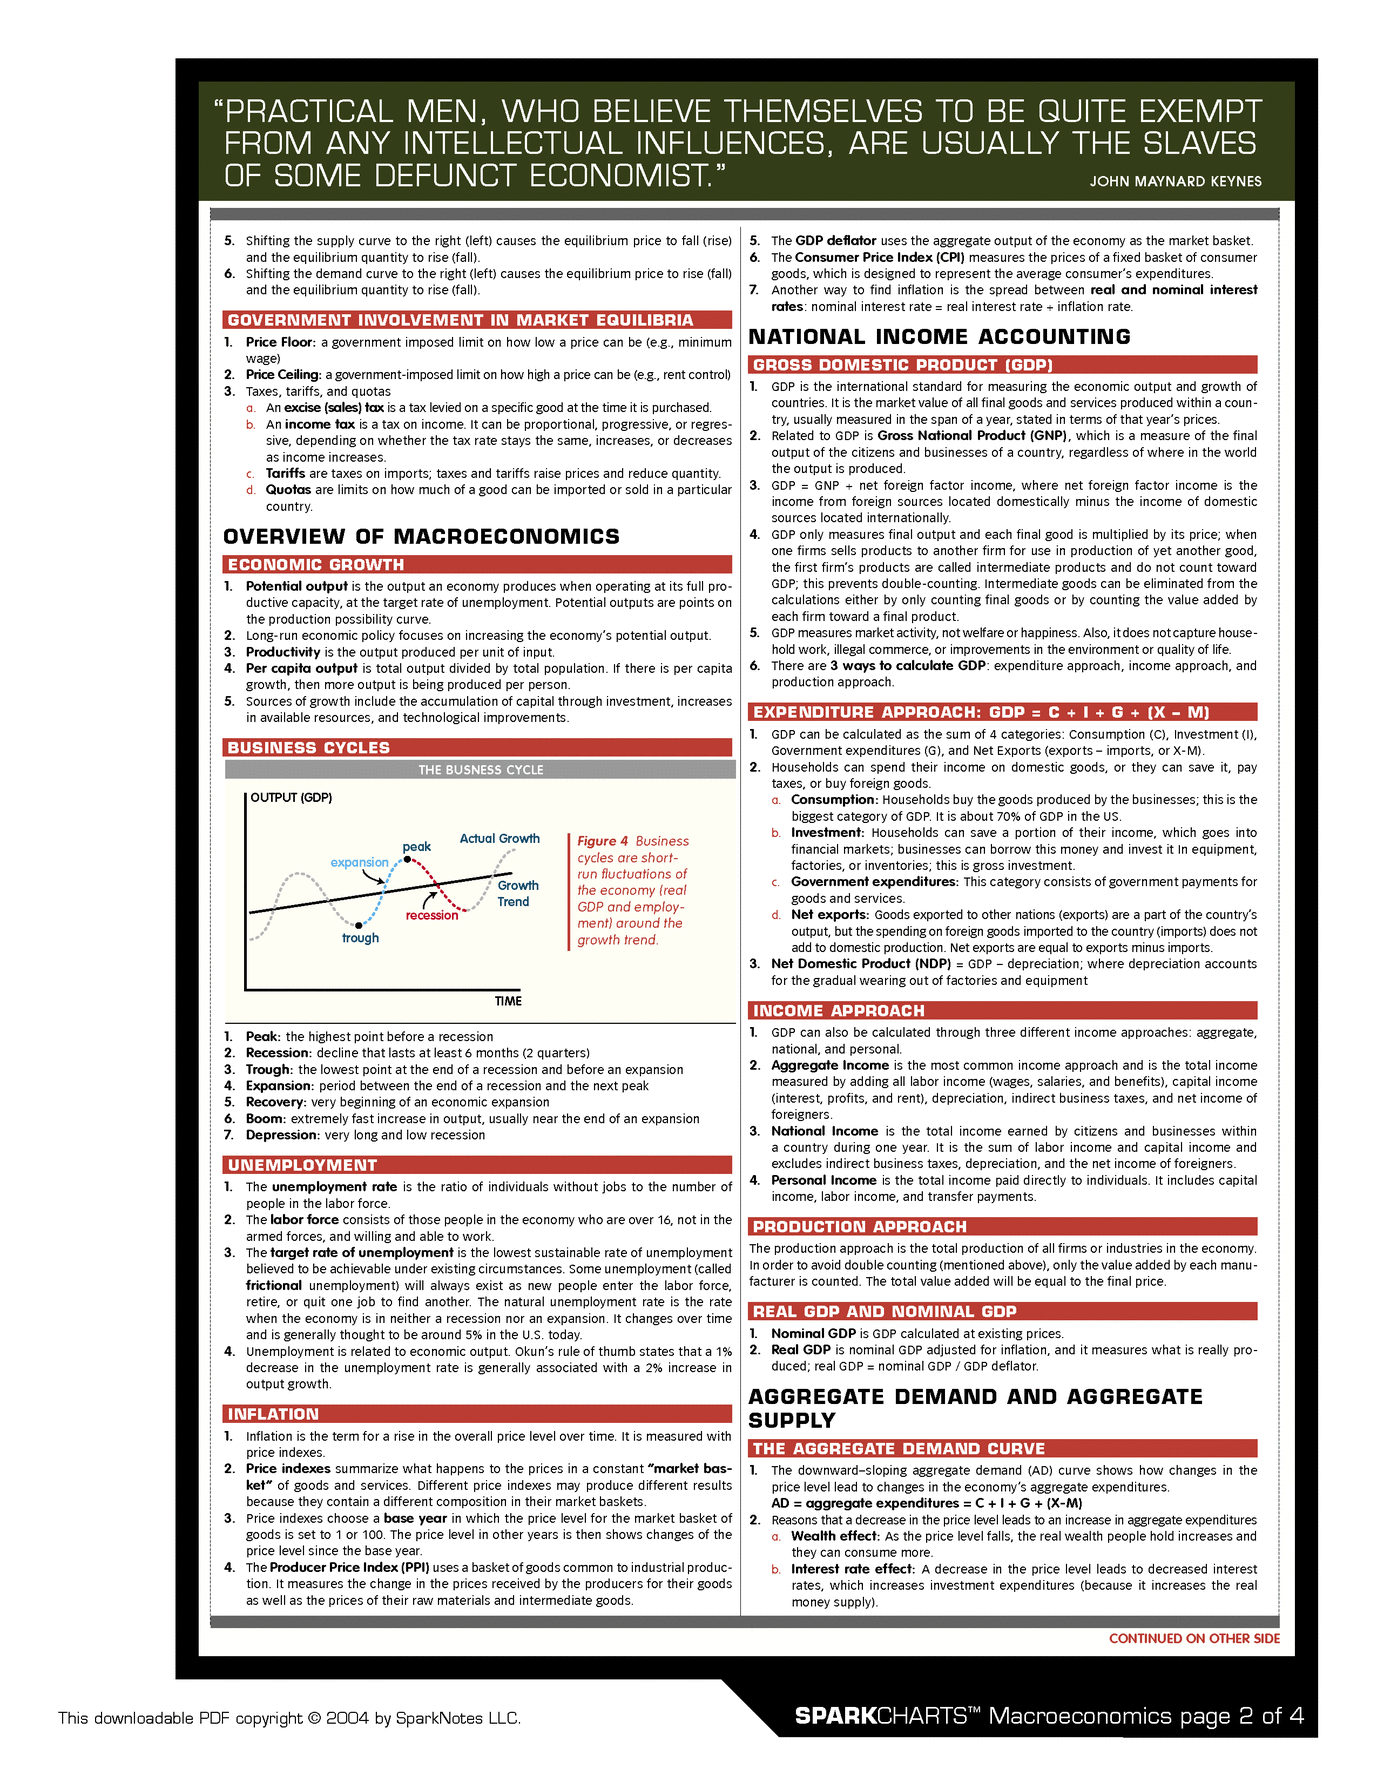 “PRACTICAL MEN, WHO BELIEVE THEMSELVES TO BE QUITE EXEMPT
FROM ANY INTELLECTUAL INFLUENCES, ARE USUALLY THE SLAVES
OF SOME DEFUNCT ECONOMIST.”
JOHN MAYNARD KEYNES
5. Shifting the supply curve to the right (left) causes the equilibrium price to fall (rise)
and the equilibrium quantity to rise (fall).
6. Shifting the demand curve to the right (left) causes the equilibrium price to rise (fall)
and the equilibrium quantity to rise (fall).
GOVERNMENT INVOLVEMENT IN MARKET EQUILIBRIA
1. Price Floor: a government imposed limit on how low a price can be (e.g., minimum
wage)
2. Price Ceiling: a government-imposed limit on how high a price can be (e.g., rent control)
3. Taxes, tariffs, and quotas
a. An excise (sales) tax is a tax levied on a specific good at the time it is purchased.
b. An income tax is a tax on income. It can be proportional, progressive, or regres-
sive, depending on whether the tax rate stays the same, increases, or decreases
as income increases.
c. Tariffs are taxes on imports; taxes and tariffs raise prices and reduce quantity.
d. Quotas are limits on how much of a good can be imported or sold in a particular
country.
OVERVIEW OF MACROECONOMICS
ECONOMIC GROWTH
1. Potential output is the output an economy produces when operating at its full pro-
ductive capacity, at the target rate of unemployment. Potential outputs are points on
the production possibility curve.
2. Long-run economic policy focuses on increasing the economy’s potential output.
3. Productivity is the output produced per unit of input.
4. Per capita output is total output divided by total population. If there is per capita
growth, then more output is being produced per person.
5. Sources of growth include the accumulation of capital through investment, increases
in available resources, and technological improvements.
BUSINESS CYCLES
THE BUSNESS CYCLE
OUTPUT (GDP)
peak
Actual Growth
expansion
Growth
Trend
recession
trough
TIME
Figure 4 Business
cycles are short-
run fluctuations of
the economy (real
GDP and employ-
ment) around the
growth trend.
1. Peak: the highest point before a recession
2. Recession: decline that lasts at least 6 months (2 quarters)
3. Trough: the lowest point at the end of a recession and before an expansion
4. Expansion: period between the end of a recession and the next peak
5. Recovery: very beginning of an economic expansion
6. Boom: extremely fast increase in output, usually near the end of an expansion
7. Depression: very long and low recession
UNEMPLOYMENT
1. The unemployment rate is the ratio of individuals without jobs to the number of
people in the labor force.
2. The labor force consists of those people in the economy who are over 16, not in the
armed forces, and willing and able to work.
3. The target rate of unemployment is the lowest sustainable rate of unemployment
believed to be achievable under existing circumstances. Some unemployment (called
frictional unemployment) will always exist as new people enter the labor force,
retire, or quit one job to find another. The natural unemployment rate is the rate
when the economy is in neither a recession nor an expansion. It changes over time
and is generally thought to be around 5% in the U.S. today.
4. Unemployment is related to economic output. Okun’s rule of thumb states that a 1%
decrease in the unemployment rate is generally associated with a 2% increase in
output growth.
INFLATION
1. Inflation is the term for a rise in the overall price level over time. It is measured with
price indexes.
2. Price indexes summarize what happens to the prices in a constant “market bas-
ket” of goods and services. Different price indexes may produce different results
because they contain a different composition in their market baskets.
3. Price indexes choose a base year in which the price level for the market basket of
goods is set to 1 or 100. The price level in other years is then shows changes of the
price level since the base year.
4. The Producer Price Index (PPI) uses a basket of goods common to industrial produc-
tion. It measures the change in the prices received by the producers for their goods
as well as the prices of their raw materials and intermediate goods.
5. The GDP deflator uses the aggregate output of the economy as the market basket.
6. The Consumer Price Index (CPI) measures the prices of a fixed basket of consumer
goods, which is designed to represent the average consumer’s expenditures.
7. Another way to find inflation is the spread between real and nominal interest
rates: nominal interest rate = real interest rate + inflation rate.
NATIONAL INCOME ACCOUNTING
GROSS DOMESTIC PRODUCT (GDP)
1. GDP is the international standard for measuring the economic output and growth of
countries. It is the market value of all final goods and services produced within a coun-
try, usually measured in the span of a year, stated in terms of that year’s prices.
2. Related to GDP is Gross National Product (GNP), which is a measure of the final
output of the citizens and businesses of a country, regardless of where in the world
the output is produced.
3. GDP = GNP + net foreign factor income, where net foreign factor income is the
income from foreign sources located domestically minus the income of domestic
sources located internationally.
4. GDP only measures final output and each final good is multiplied by its price; when
one firms sells products to another firm for use in production of yet another good,
the first firm’s products are called intermediate products and do not count toward
GDP; this prevents double-counting. Intermediate goods can be eliminated from the
calculations either by only counting final goods or by counting the value added by
each firm toward a final product.
5. GDP measures market activity, not welfare or happiness. Also, it does not capture house-
hold work, illegal commerce, or improvements in the environment or quality of life.
6. There are 3 ways to calculate GDP: expenditure approach, income approach, and
production approach.
EXPENDITURE APPROACH: GDP = C + I + G + (X – M)
1. GDP can be calculated as the sum of 4 categories: Consumption (C), Investment (I),
Government expenditures (G), and Net Exports (exports – imports, or X-M).
2. Households can spend their income on domestic goods, or they can save it, pay
taxes, or buy foreign goods.
a. Consumption: Households buy the goods produced by the businesses; this is the
biggest category of GDP. It is about 70% of GDP in the US.
b. Investment: Households can save a portion of their income, which goes into
financial markets; businesses can borrow this money and invest it In equipment,
factories, or inventories; this is gross investment.
c. Government expenditures: This category consists of government payments for
goods and services.
d. Net exports: Goods exported to other nations (exports) are a part of the country’s
output, but the spending on foreign goods imported to the country (imports) does not
add to domestic production. Net exports are equal to exports minus imports.
3. Net Domestic Product (NDP) = GDP – depreciation; where depreciation accounts
for the gradual wearing out of factories and equipment
INCOME APPROACH
1. GDP can also be calculated through three different income approaches: aggregate,
national, and personal.
2. Aggregate Income is the most common income approach and is the total income
measured by adding all labor income (wages, salaries, and benefits), capital income
(interest, profits, and rent), depreciation, indirect business taxes, and net income of
foreigners.
3. National Income is the total income earned by citizens and businesses within
a country during one year. It is the sum of labor income and capital income and
excludes indirect business taxes, depreciation, and the net income of foreigners.
4. Personal Income is the total income paid directly to individuals. It includes capital
income, labor income, and transfer payments.
PRODUCTION APPROACH
The production approach is the total production of all firms or industries in the economy.
In order to avoid double counting (mentioned above), only the value added by each manu-
facturer is counted. The total value added will be equal to the final price.
REAL GDP AND NOMINAL GDP
1. Nominal GDP is GDP calculated at existing prices.
2. Real GDP is nominal GDP adjusted for inflation, and it measures what is really pro-
duced; real GDP = nominal GDP / GDP deflator.
AGGREGATE DEMAND AND AGGREGATE
SUPPLY
THE AGGREGATE DEMAND CURVE
1. The downward–sloping aggregate demand (AD) curve shows how changes in the
price level lead to changes in the economy’s aggregate expenditures.
AD = aggregate expenditures = C + I + G + (X-M)
2. Reasons that a decrease in the price level leads to an increase in aggregate expenditures
a. Wealth effect: As the price level falls, the real wealth people hold increases and
they can consume more.
b. Interest rate effect: A decrease in the price level leads to decreased interest
rates, which increases investment expenditures (because it increases the real
money supply).
CONTINUED ON OTHER SIDE
This downloadable PDF copyright © 2004 by SparkNotes LLC.
SPARKCHARTS™ Macroeconomics page 2 of 4